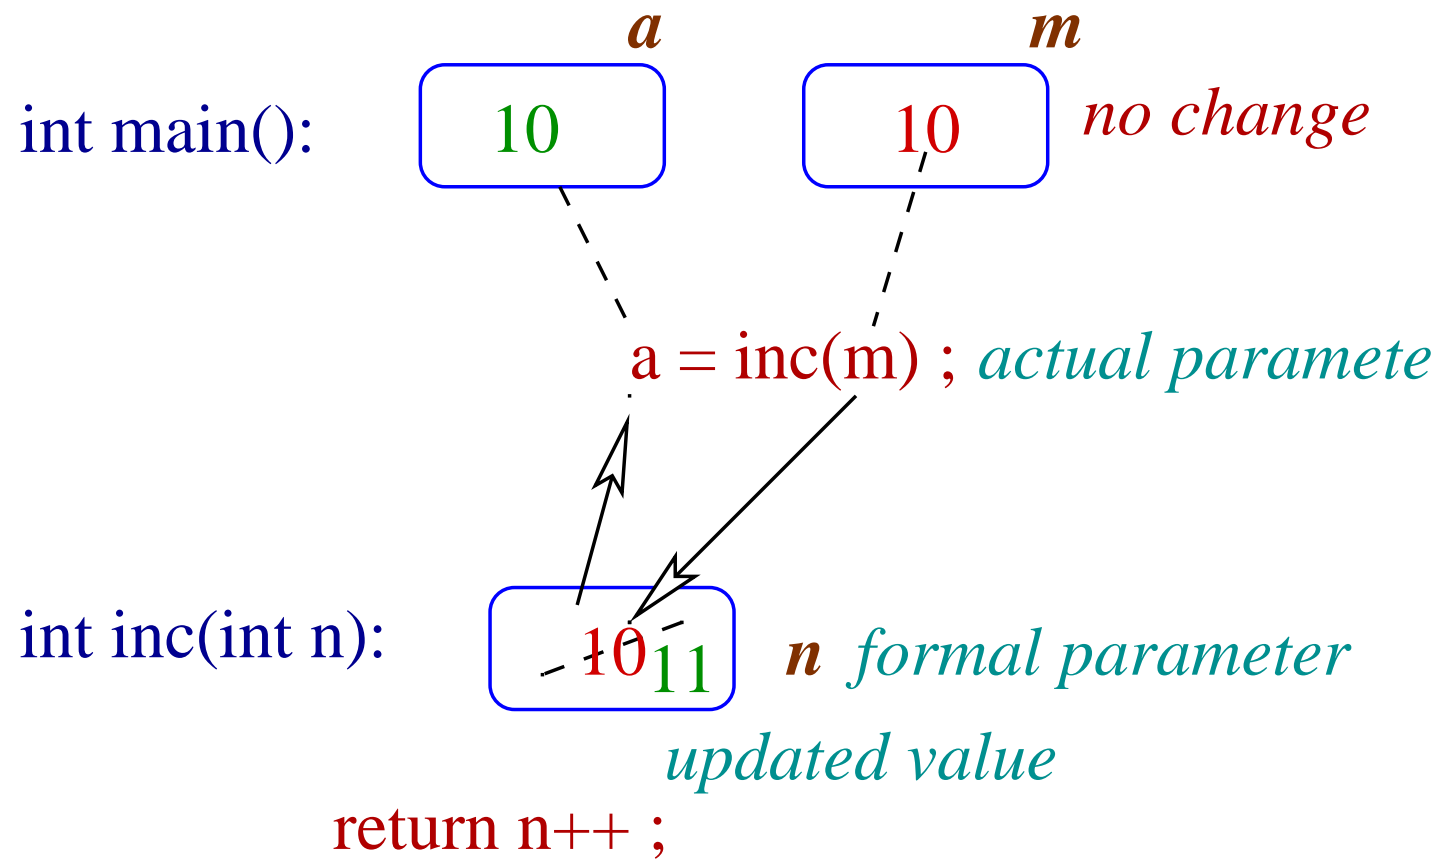 a m
int main(): 10 10 no change
a = inc(m) ; actual paramete
int inc(int n): 10 11 n formal parameter
updated value
return n++ ;